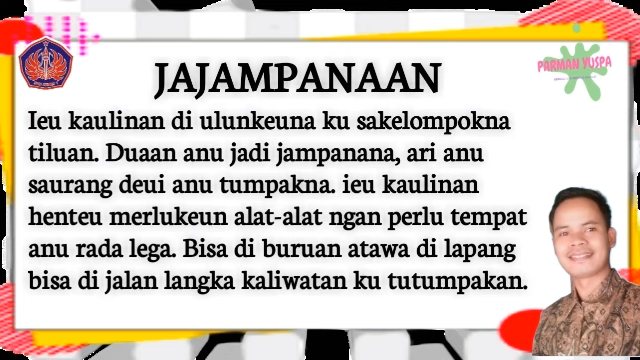 PARMAN YUSPA
JAJAMPANAAN
Ieu kaulinan di ulunkeuna ku sakelompokna
tiluan. Duaan anu jadi jampanana, ari anu
saurang deui anu tumpakna. ieu kaulinan
henteu merlukeun alat-alat ngan perlu tempat
anu rada lega. Bisa di buruan atawa di lapang
bisa di jalan langka kaliwatan ku tutumpakan.